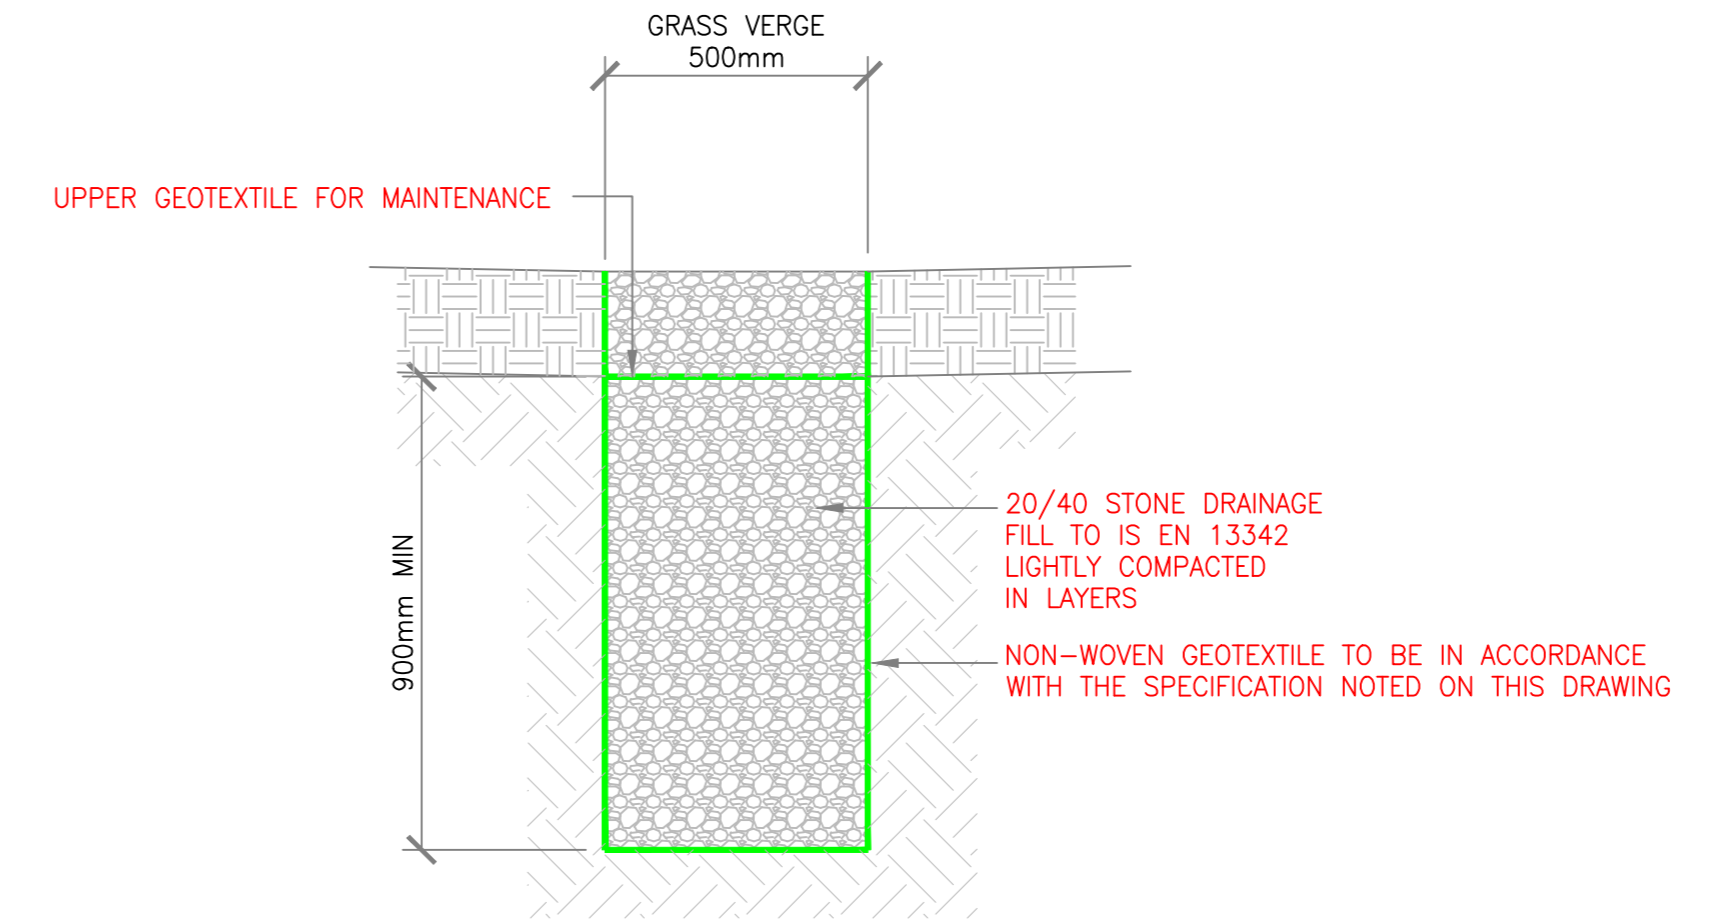 GRASS VERGE
500mm
UPPER GEOTEXTILE FOR MAINTENANCE
900mm MIN
20/40 STONE DRAINAGE
FILL TO IS EN 13342
LIGHTLY COMPACTED
IN LAYERS
NON-WOVEN GEOTEXTILE TO BE IN ACCORDANCE
WITH THE SPECIFICATION NOTED ON THIS DRAWING